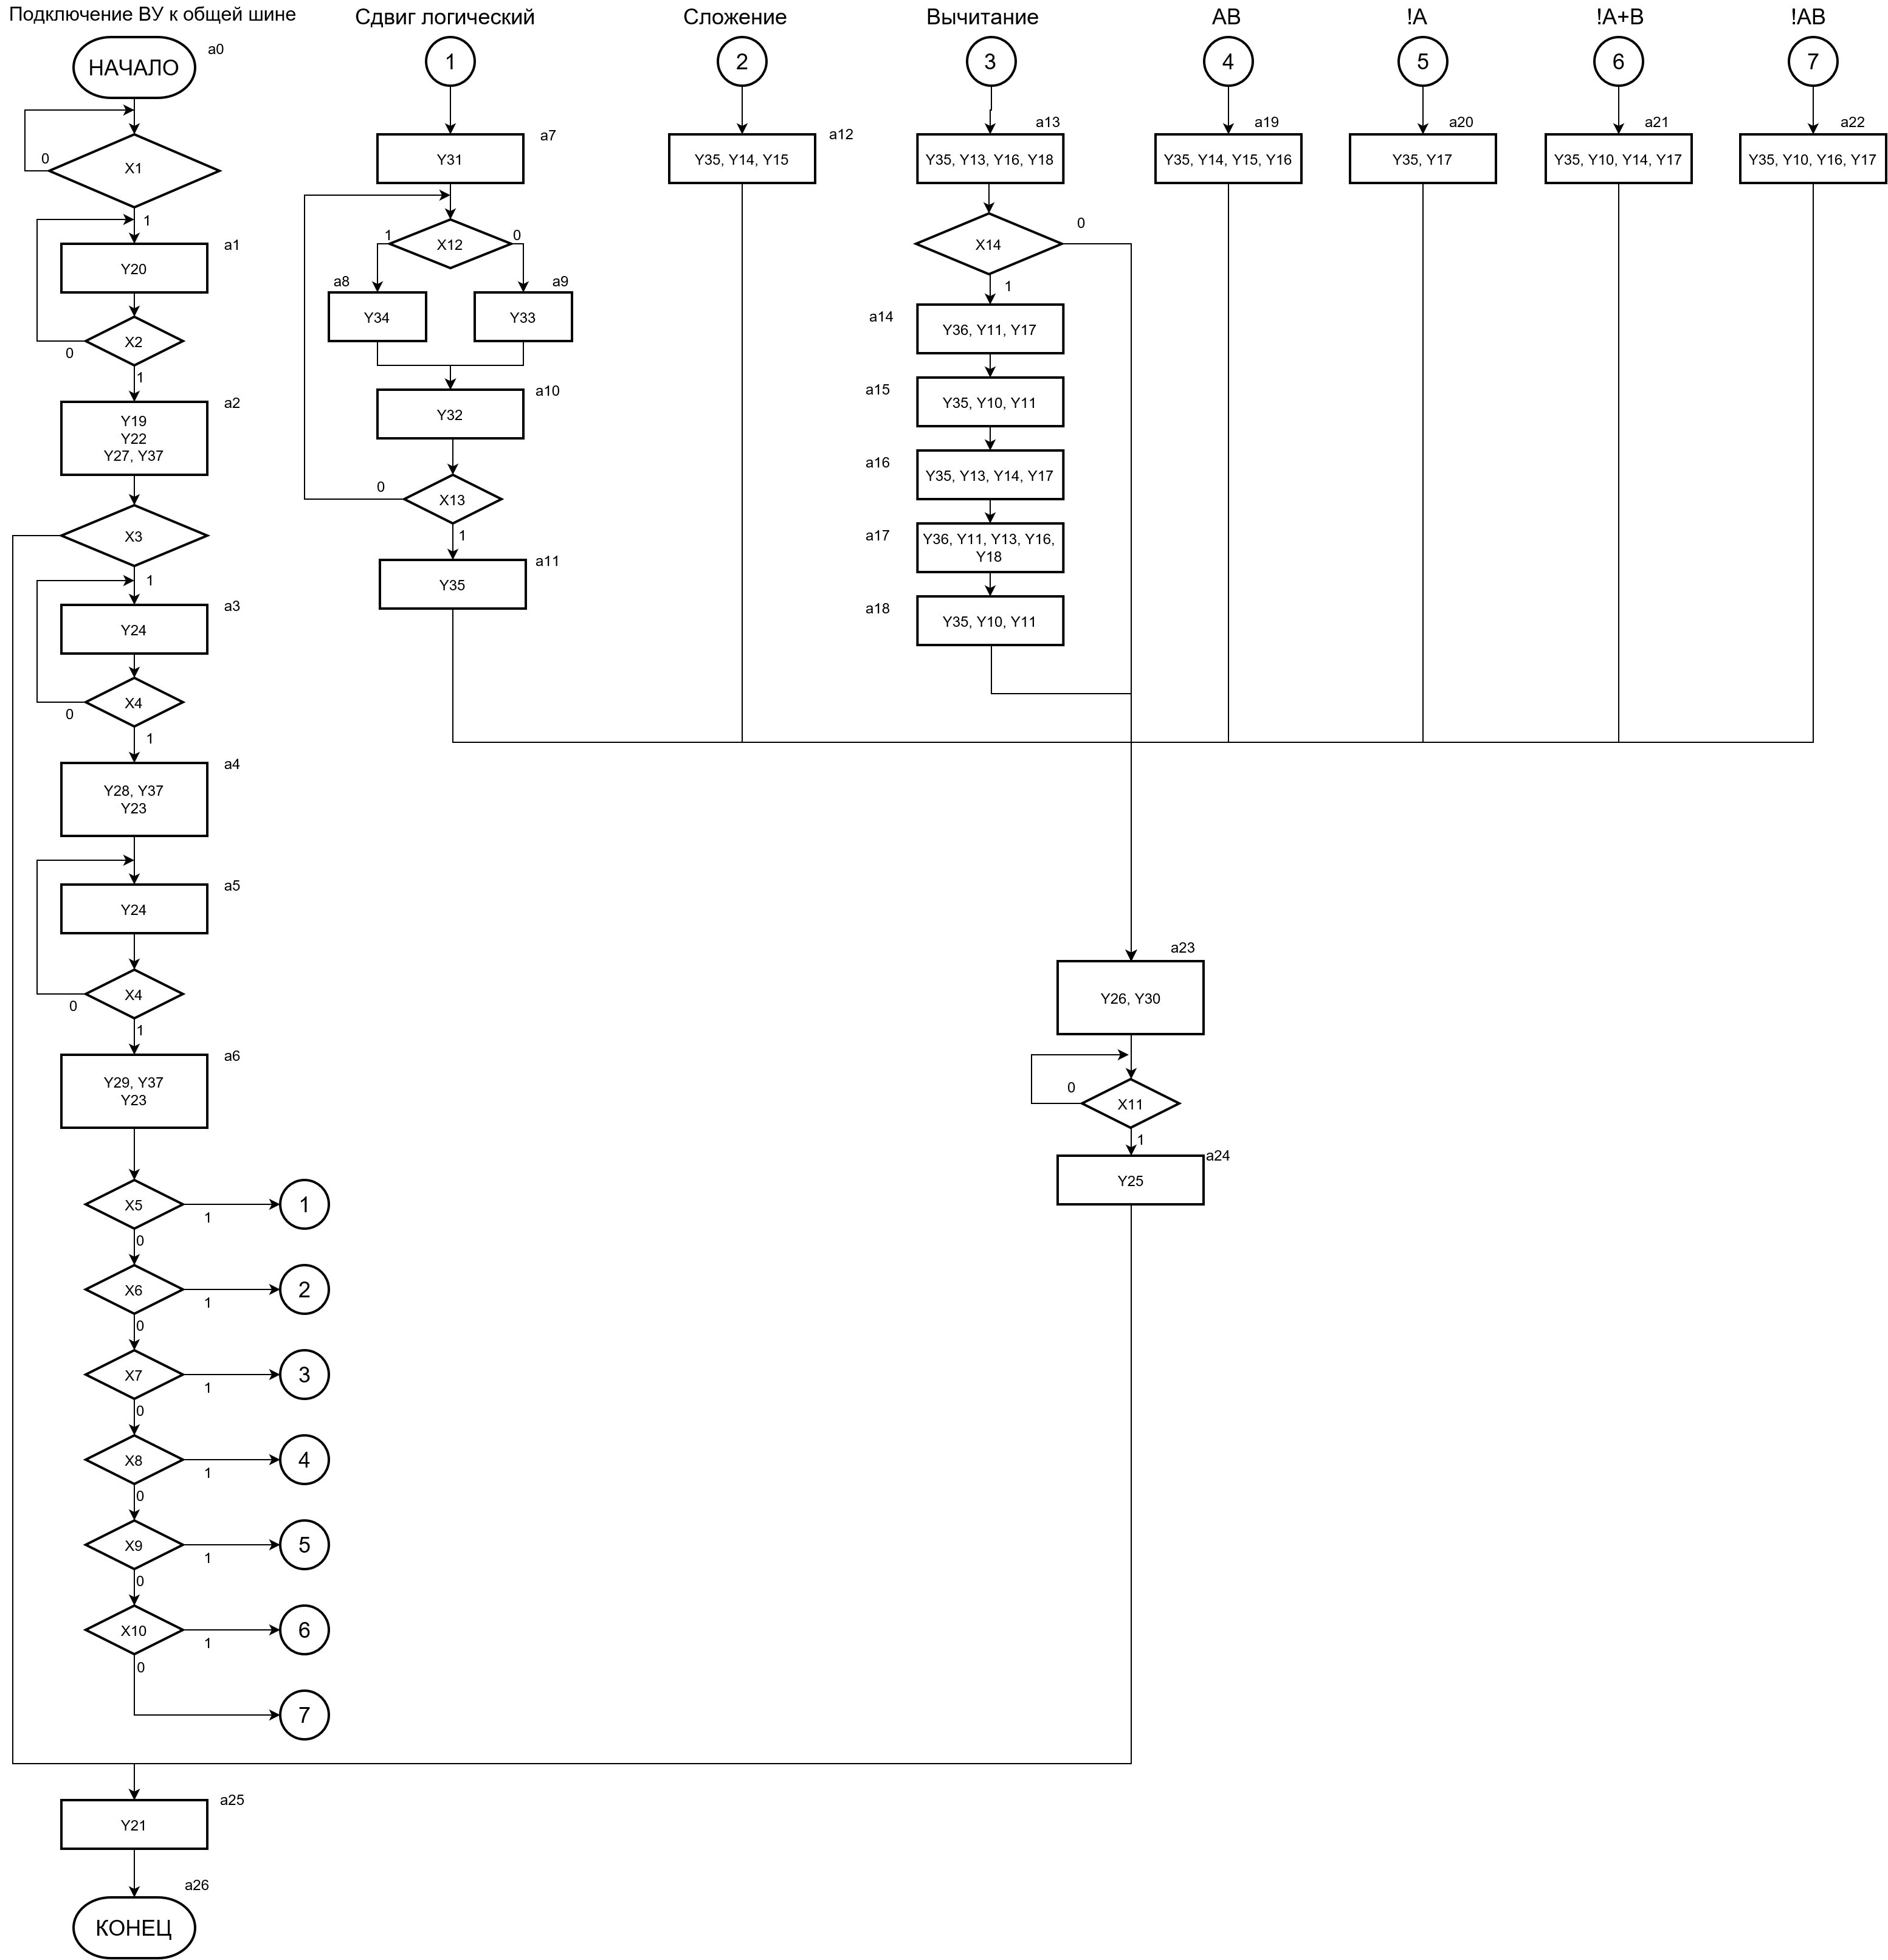 Подключение ВУ к общей шине
НАЧАЛО
a0
X1
0
1
Y20
a1
X2
0
1
Y19
Y22
Y27, Y37
a2
X3
1
Y24
a3
X4
0
1
Y28, Y37
Y23
a4
Y24
a5
X4
0
1
Y29, Y37
Y23
a6
X5
1
1
0
X6
1
2
0
X7
1
3
0
X8
1
4
0
X9
1
5
0
X10
1
6
0
7
Y21
a25
a26
КОНЕЦ
Сдвиг логический
1
Y31
a7
X12
1
0
a8
Y34
a9
Y33
Y32
a10
X13
0
1
Y35
a11
Сложение
2
Y35, Y14, Y15
a12
Вычитание
3
a13
Y35, Y13, Y16, Y18
X14
0
1
a14
Y36, Y11, Y17
a15
Y35, Y10, Y11
a16
Y35, Y13, Y14, Y17
a17
Y36, Y11, Y13, Y16,
Y18
a18
Y35, Y10, Y11
AB
4
a19
Y35, Y14, Y15, Y16
!A
5
a20
Y35, Y17
!A+B
6
a21
Y35, Y10, Y14, Y17
!AB
7
a22
Y35, Y10, Y16, Y17
a23
Y26, Y30
X11
0
1
Y25
a24